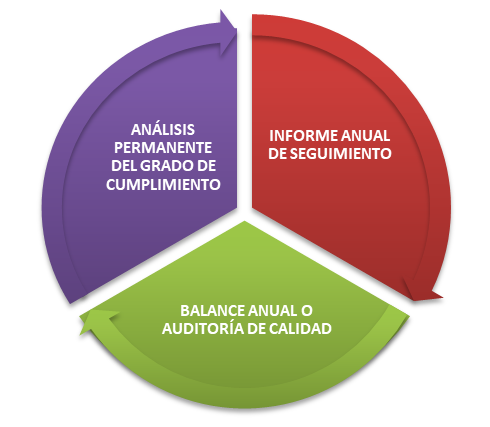 ANÁLISIS
PERMANENTE
DEL GRADO DE
CUMPLIMIENTO
INFORME ANUAL
DE SEGUIMIENTO
BALANCE ANUAL O
AUDITORÍA DE CALIDAD